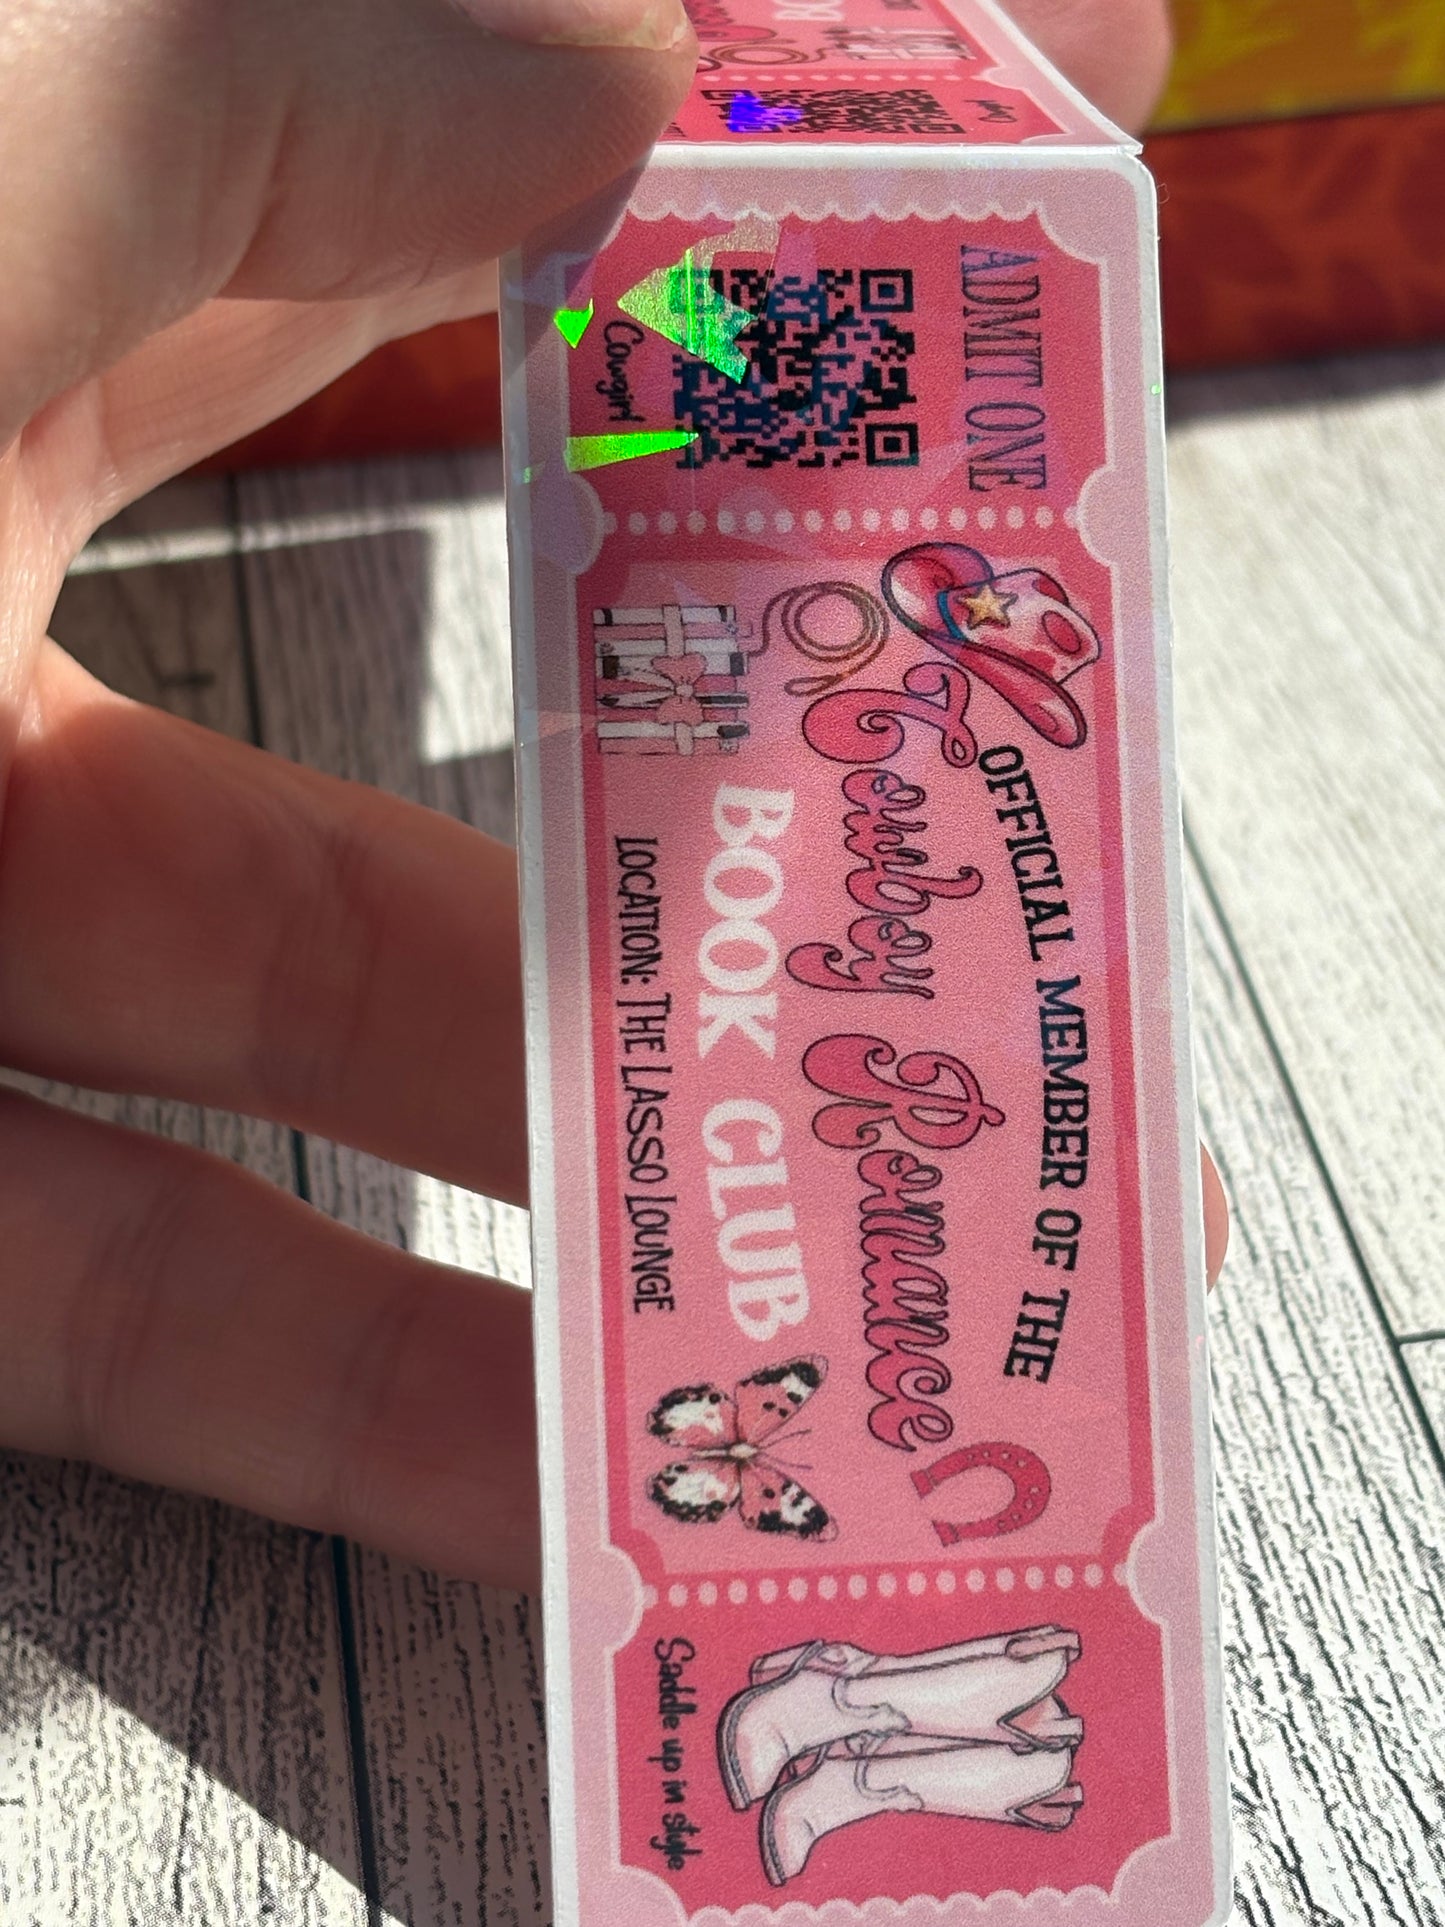 ADMIT ONE
Cowgirl
OFFICIAL MEMBER OF THE
Cowboy Romance
BOOK CLUB
LOCATION: THE LASSO LOUNGE
Saddle up in style